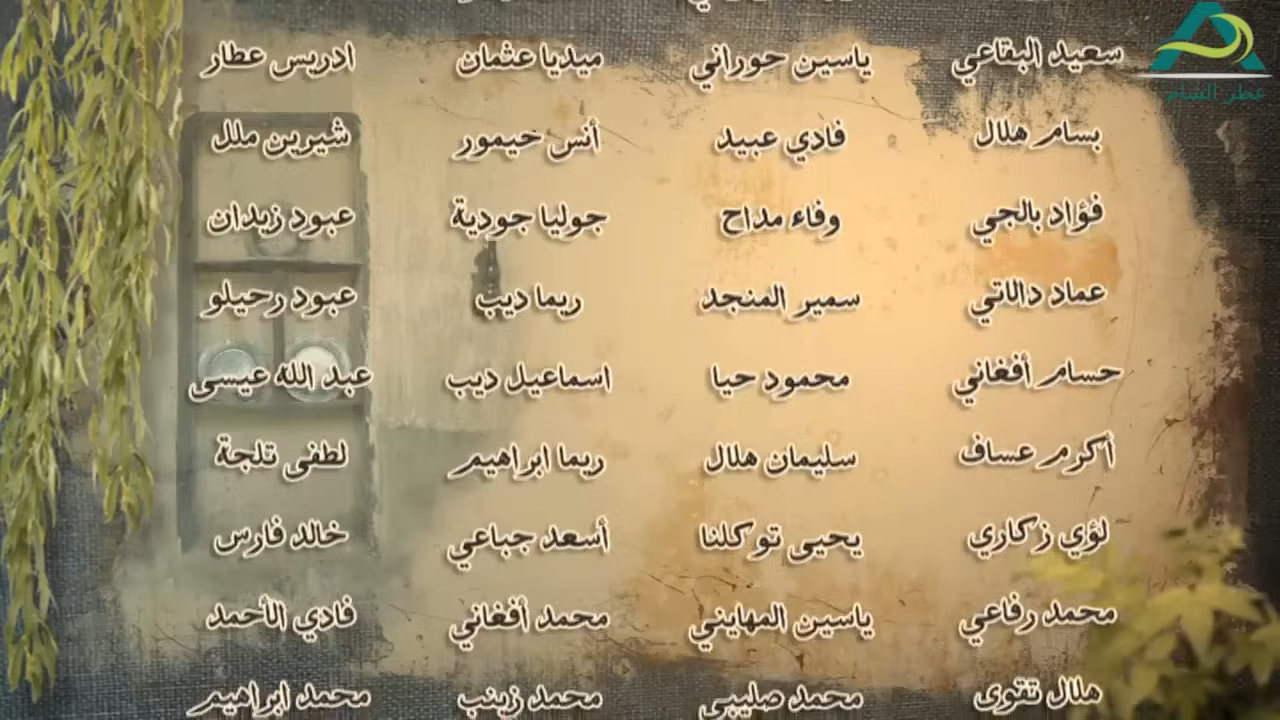 سعيد البقاعي ياسين حوراني ميديا عثمان ادريس عطار
بسام هلال فادي عبيد أنس حيمور شيرين ملل
فؤاد بالجي وفاء مداح جوليا جودية عبود زيدان
عماد دالاتي سمير المنجد ريما ديب عبود رحيلو
حسام أفغاني محمود حيا اسماعيل ديب عبد الله عيسى
أكرم عساف سليمان هلال ريما ابراهيم لطفى تلجة
لؤي زكاري يحيى توكلنا أسعد جباعي خالد فارس
محمد رفاعي ياسين المهايني محمد أفغاني فادي الأحمد
هلال تقوى محمد صليبي محمد زينب محمد ابراهيم
عطر الشام